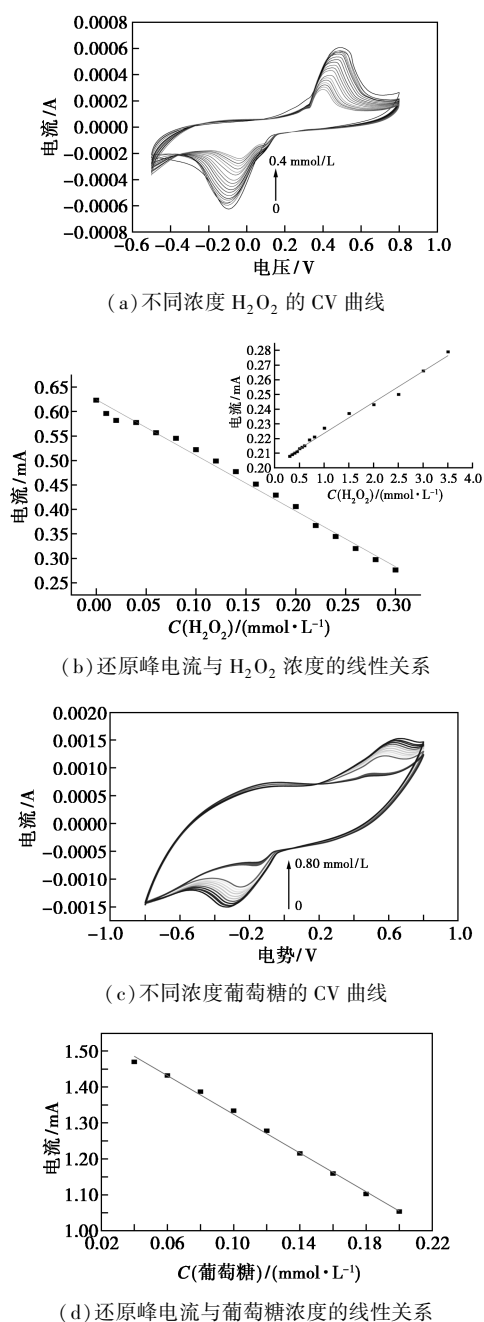 0.0008
0.0006
0.0004
0.0002
0.0000
−0.0002
−0.0004
−0.0006
−0.0008
电流/A
0.4 mmol/L
0
−0.6 −0.4 −0.2 0.0 0.2 0.4 0.6 0.8 1.0
电压/V
(a)不同浓度 H₂O₂ 的 CV 曲线
0.28
0.27
0.26
0.25
0.24
0.23
0.22
0.21
0.20
电流/mA
0.0 0.5 1.0 1.5 2.0 2.5 3.0 3.5 4.0
C(H₂O₂)/(mmol·L⁻¹)
0.65
0.60
0.55
0.50
0.45
0.40
0.35
0.30
0.25
电流/mA
0.00 0.05 0.10 0.15 0.20 0.25 0.30
C(H₂O₂)/(mmol·L⁻¹)
(b)还原峰电流与 H₂O₂ 浓度的线性关系
0.0020
0.0015
0.0010
0.0005
0.0000
−0.0005
−0.0010
−0.0015
电流/A
0.80 mmol/L
0
−1.0 −0.6 −0.2 0.2 0.6 1.0
电势/V
(c)不同浓度葡萄糖的 CV 曲线
1.50
1.40
1.30
1.20
1.10
1.00
电流/mA
0.02 0.06 0.10 0.14 0.18 0.22
C(葡萄糖)/(mmol·L⁻¹)
(d)还原峰电流与葡萄糖浓度的线性关系